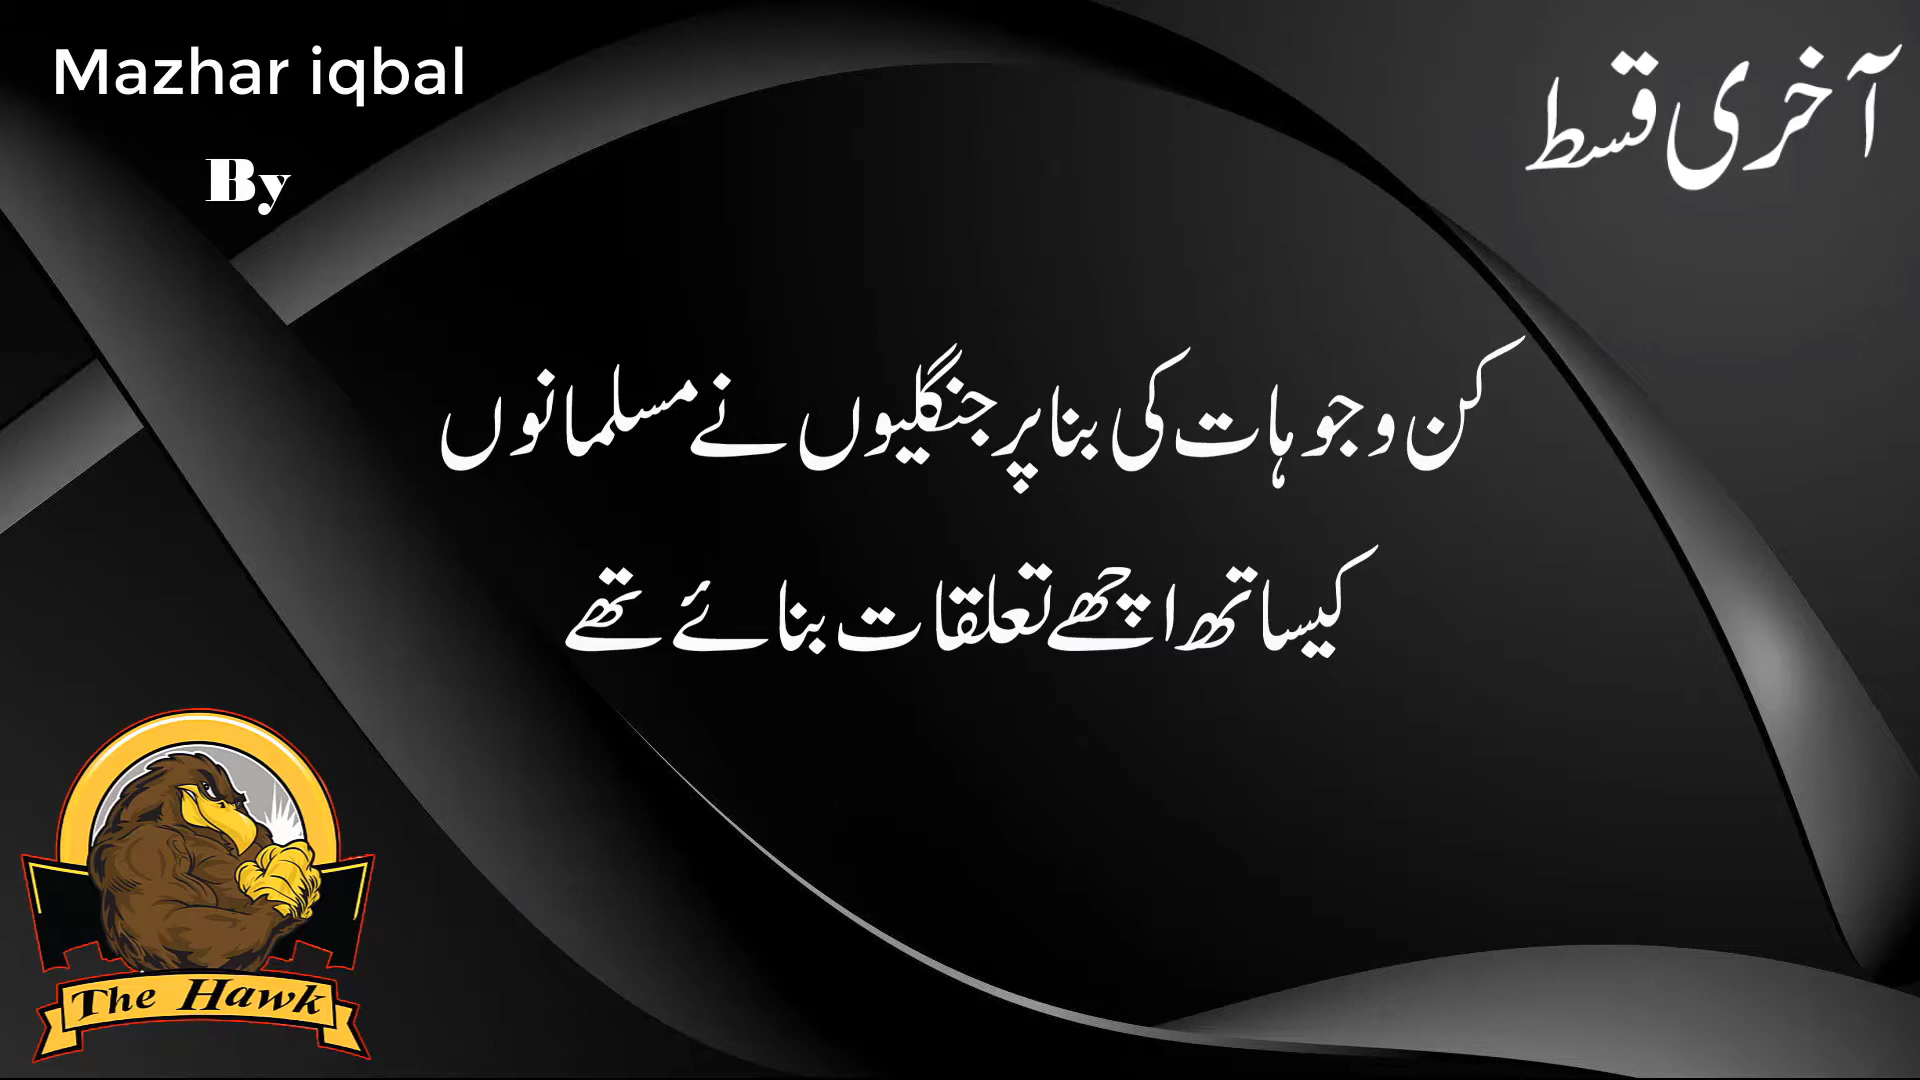 Mazhar iqbal
By
آخری قسط
کن وجوہات کی بنا پر جنگلیوں نے مسلمانوں
کیساتھ اچھے تعلقات بنائے تھے
The Hawk